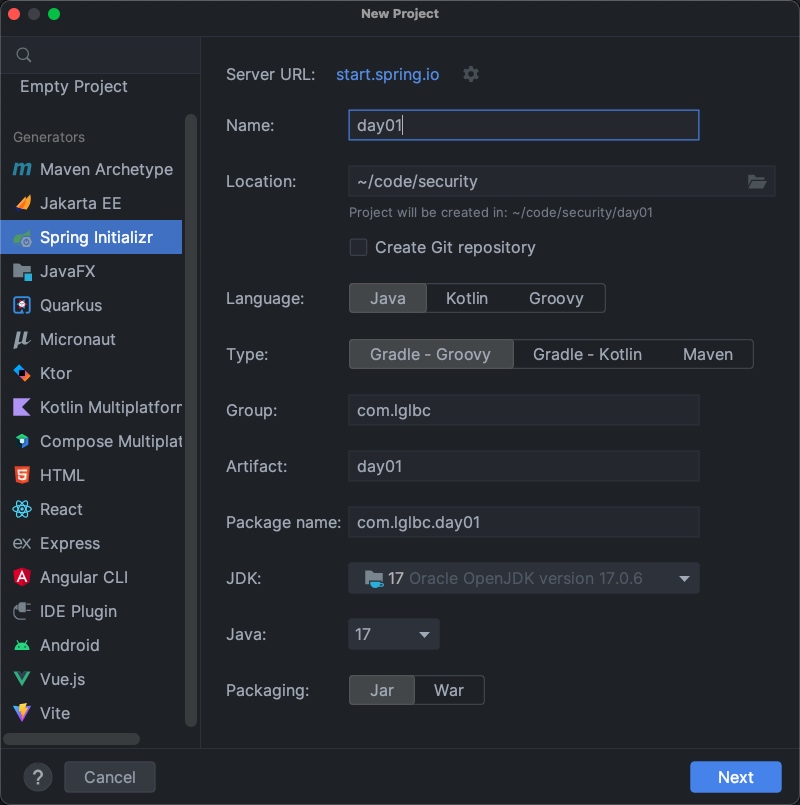 New Project
Empty Project
Generators
Maven Archetype
Jakarta EE
Spring Initializr
JavaFX
Quarkus
Micronaut
Ktor
Kotlin Multiplatform
Compose Multiplat
HTML
React
Express
Angular CLI
IDE Plugin
Android
Vue.js
Vite
Server URL: start.spring.io
Name: day01
Location: ~/code/security
Project will be created in: ~/code/security/day01
Create Git repository
Language: Java Kotlin Groovy
Type: Gradle - Groovy Gradle - Kotlin Maven
Group: com.lglbc
Artifact: day01
Package name: com.lglbc.day01
JDK: 17 Oracle OpenJDK version 17.0.6
Java: 17
Packaging: Jar War
? Cancel Next